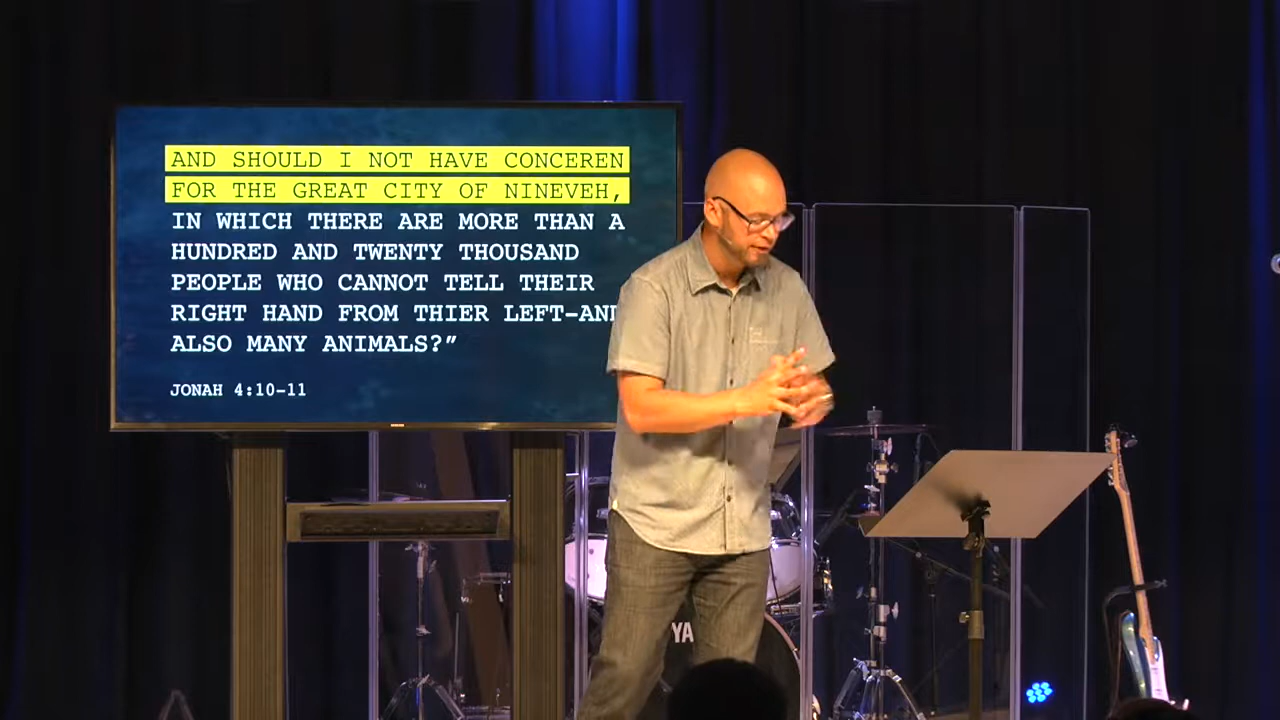 AND SHOULD I NOT HAVE CONCEREN
FOR THE GREAT CITY OF NINEVEH,
IN WHICH THERE ARE MORE THAN A
HUNDRED AND TWENTY THOUSAND
PEOPLE WHO CANNOT TELL THEIR
RIGHT HAND FROM THIER LEFT—AND
ALSO MANY ANIMALS?”
JONAH 4:10-11
YA